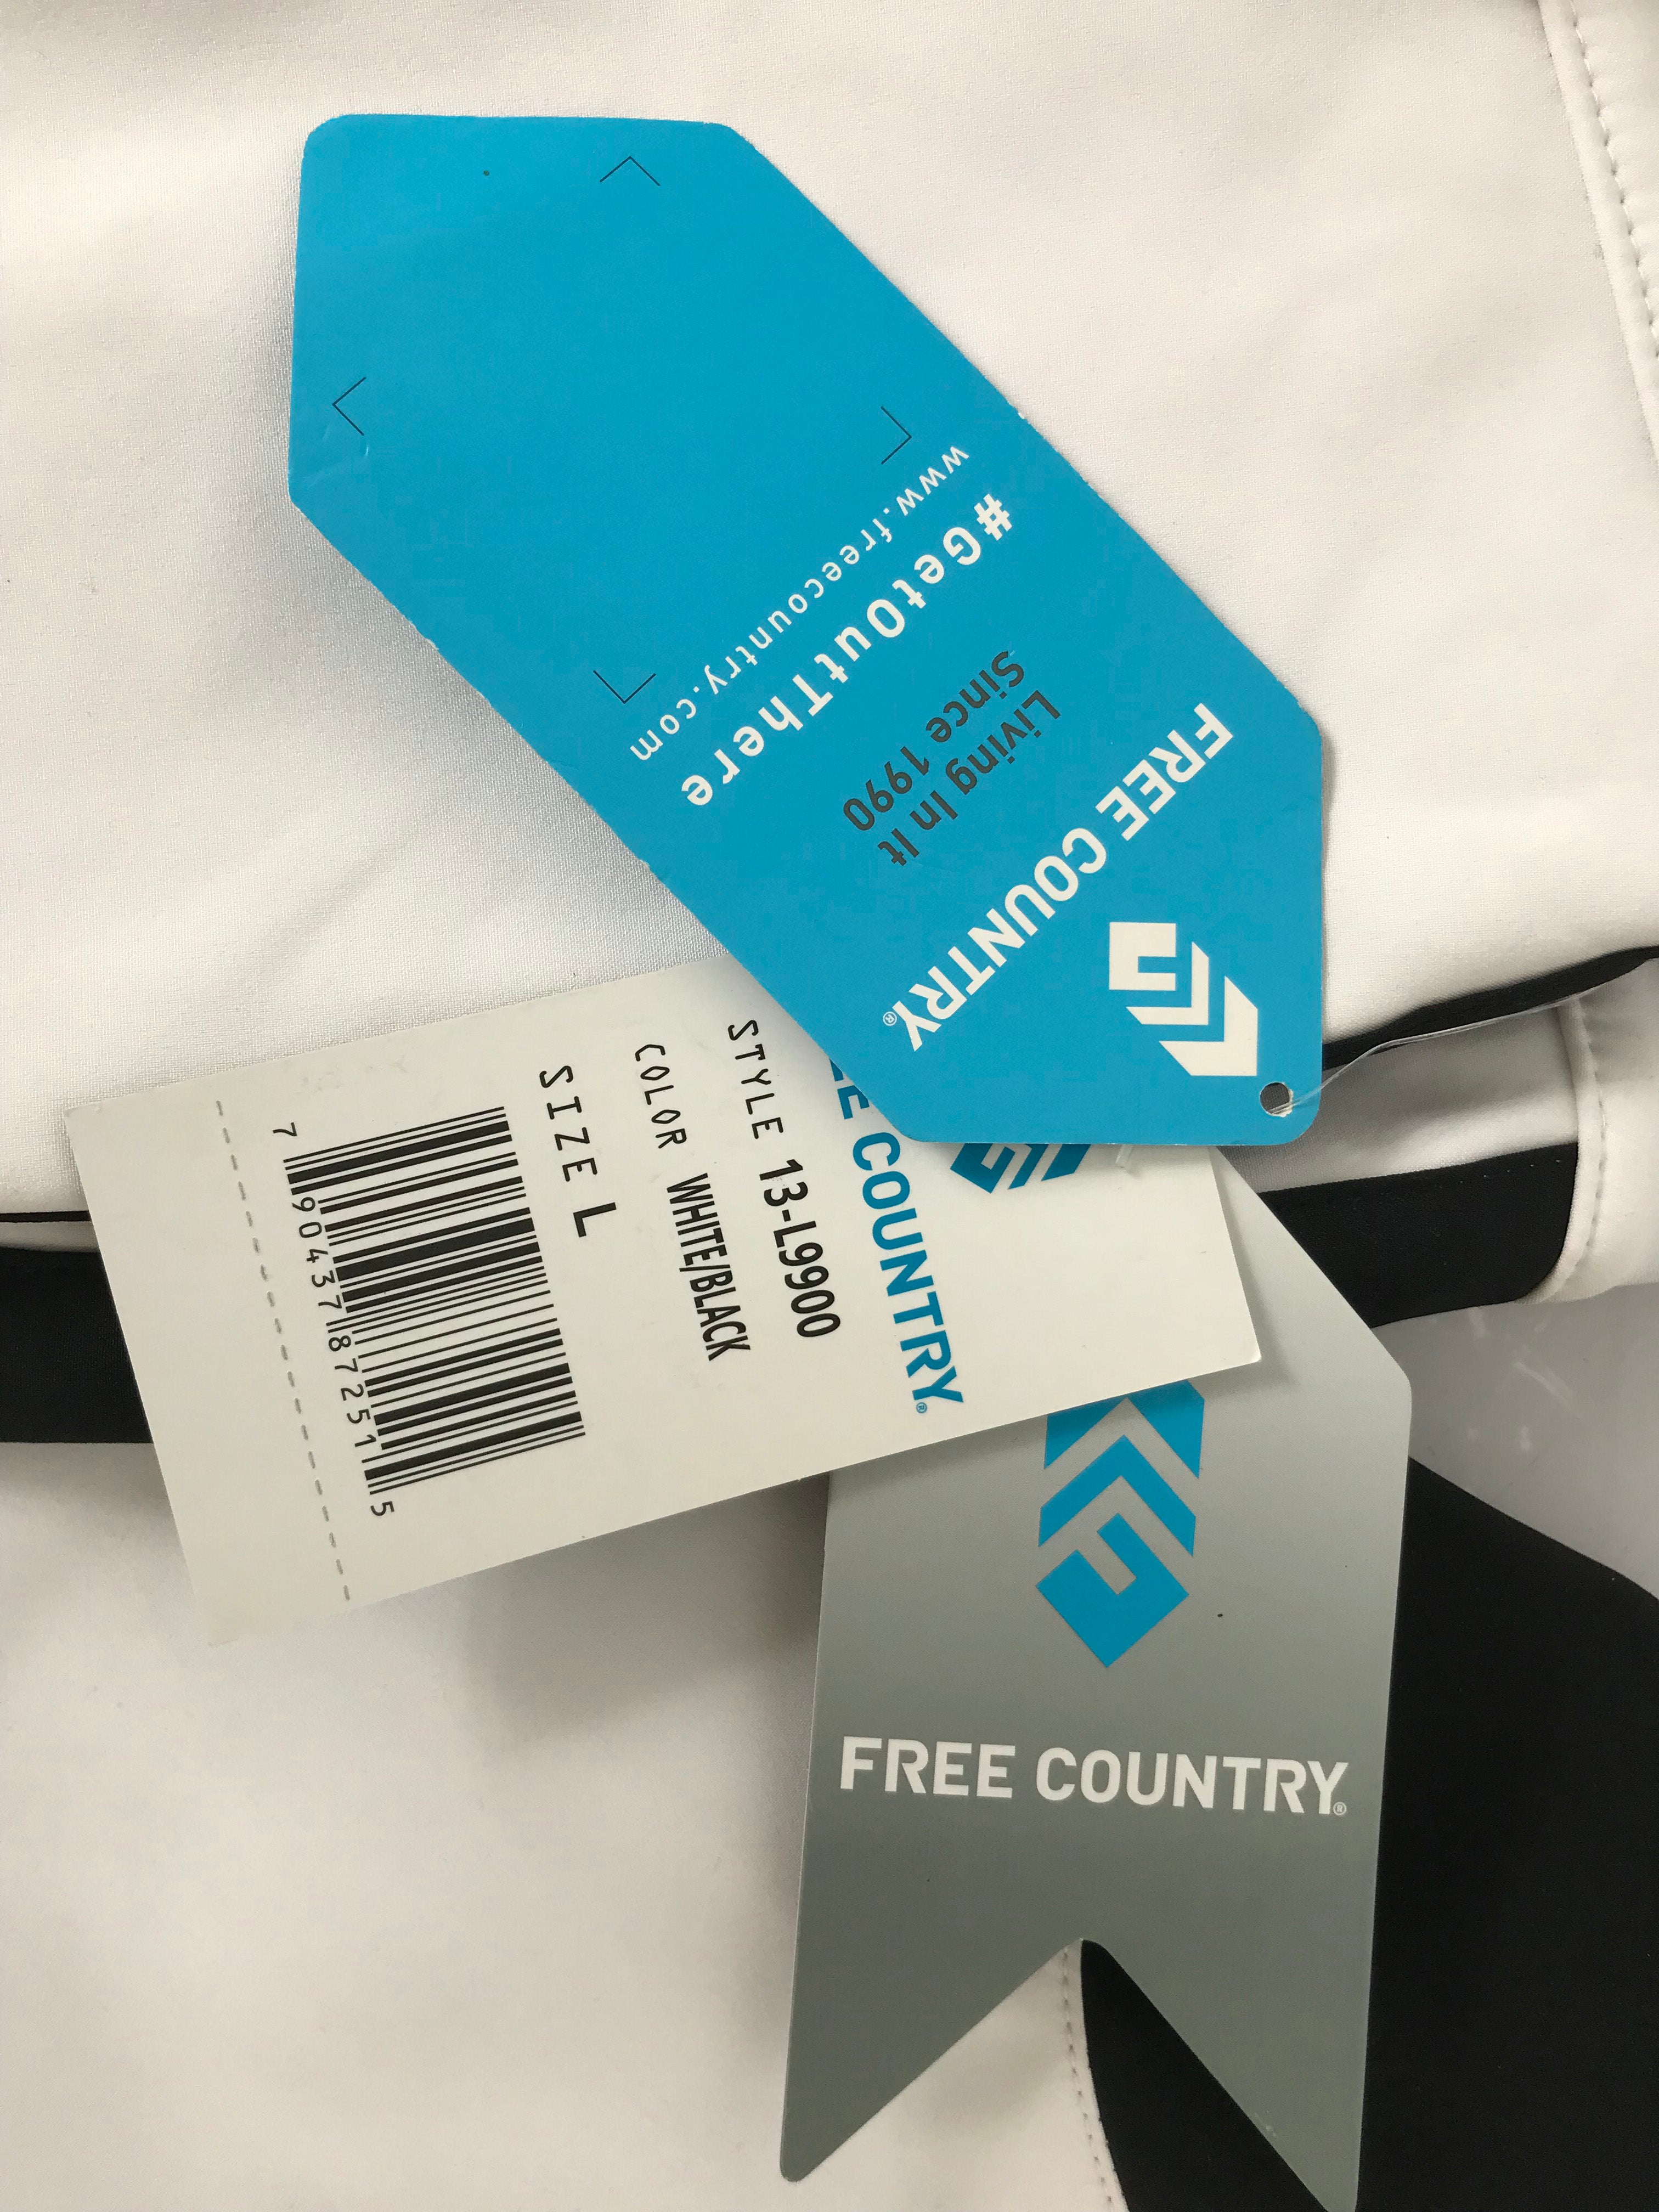 FREE COUNTRY®
Living In It
Since 1990
#GetOutThere
www.freecountry.com
EE COUNTRY®
STYLE 13-L9900
COLOR WHITE/BLACK
SIZE L
7 90437 87251 5
FREE COUNTRY®